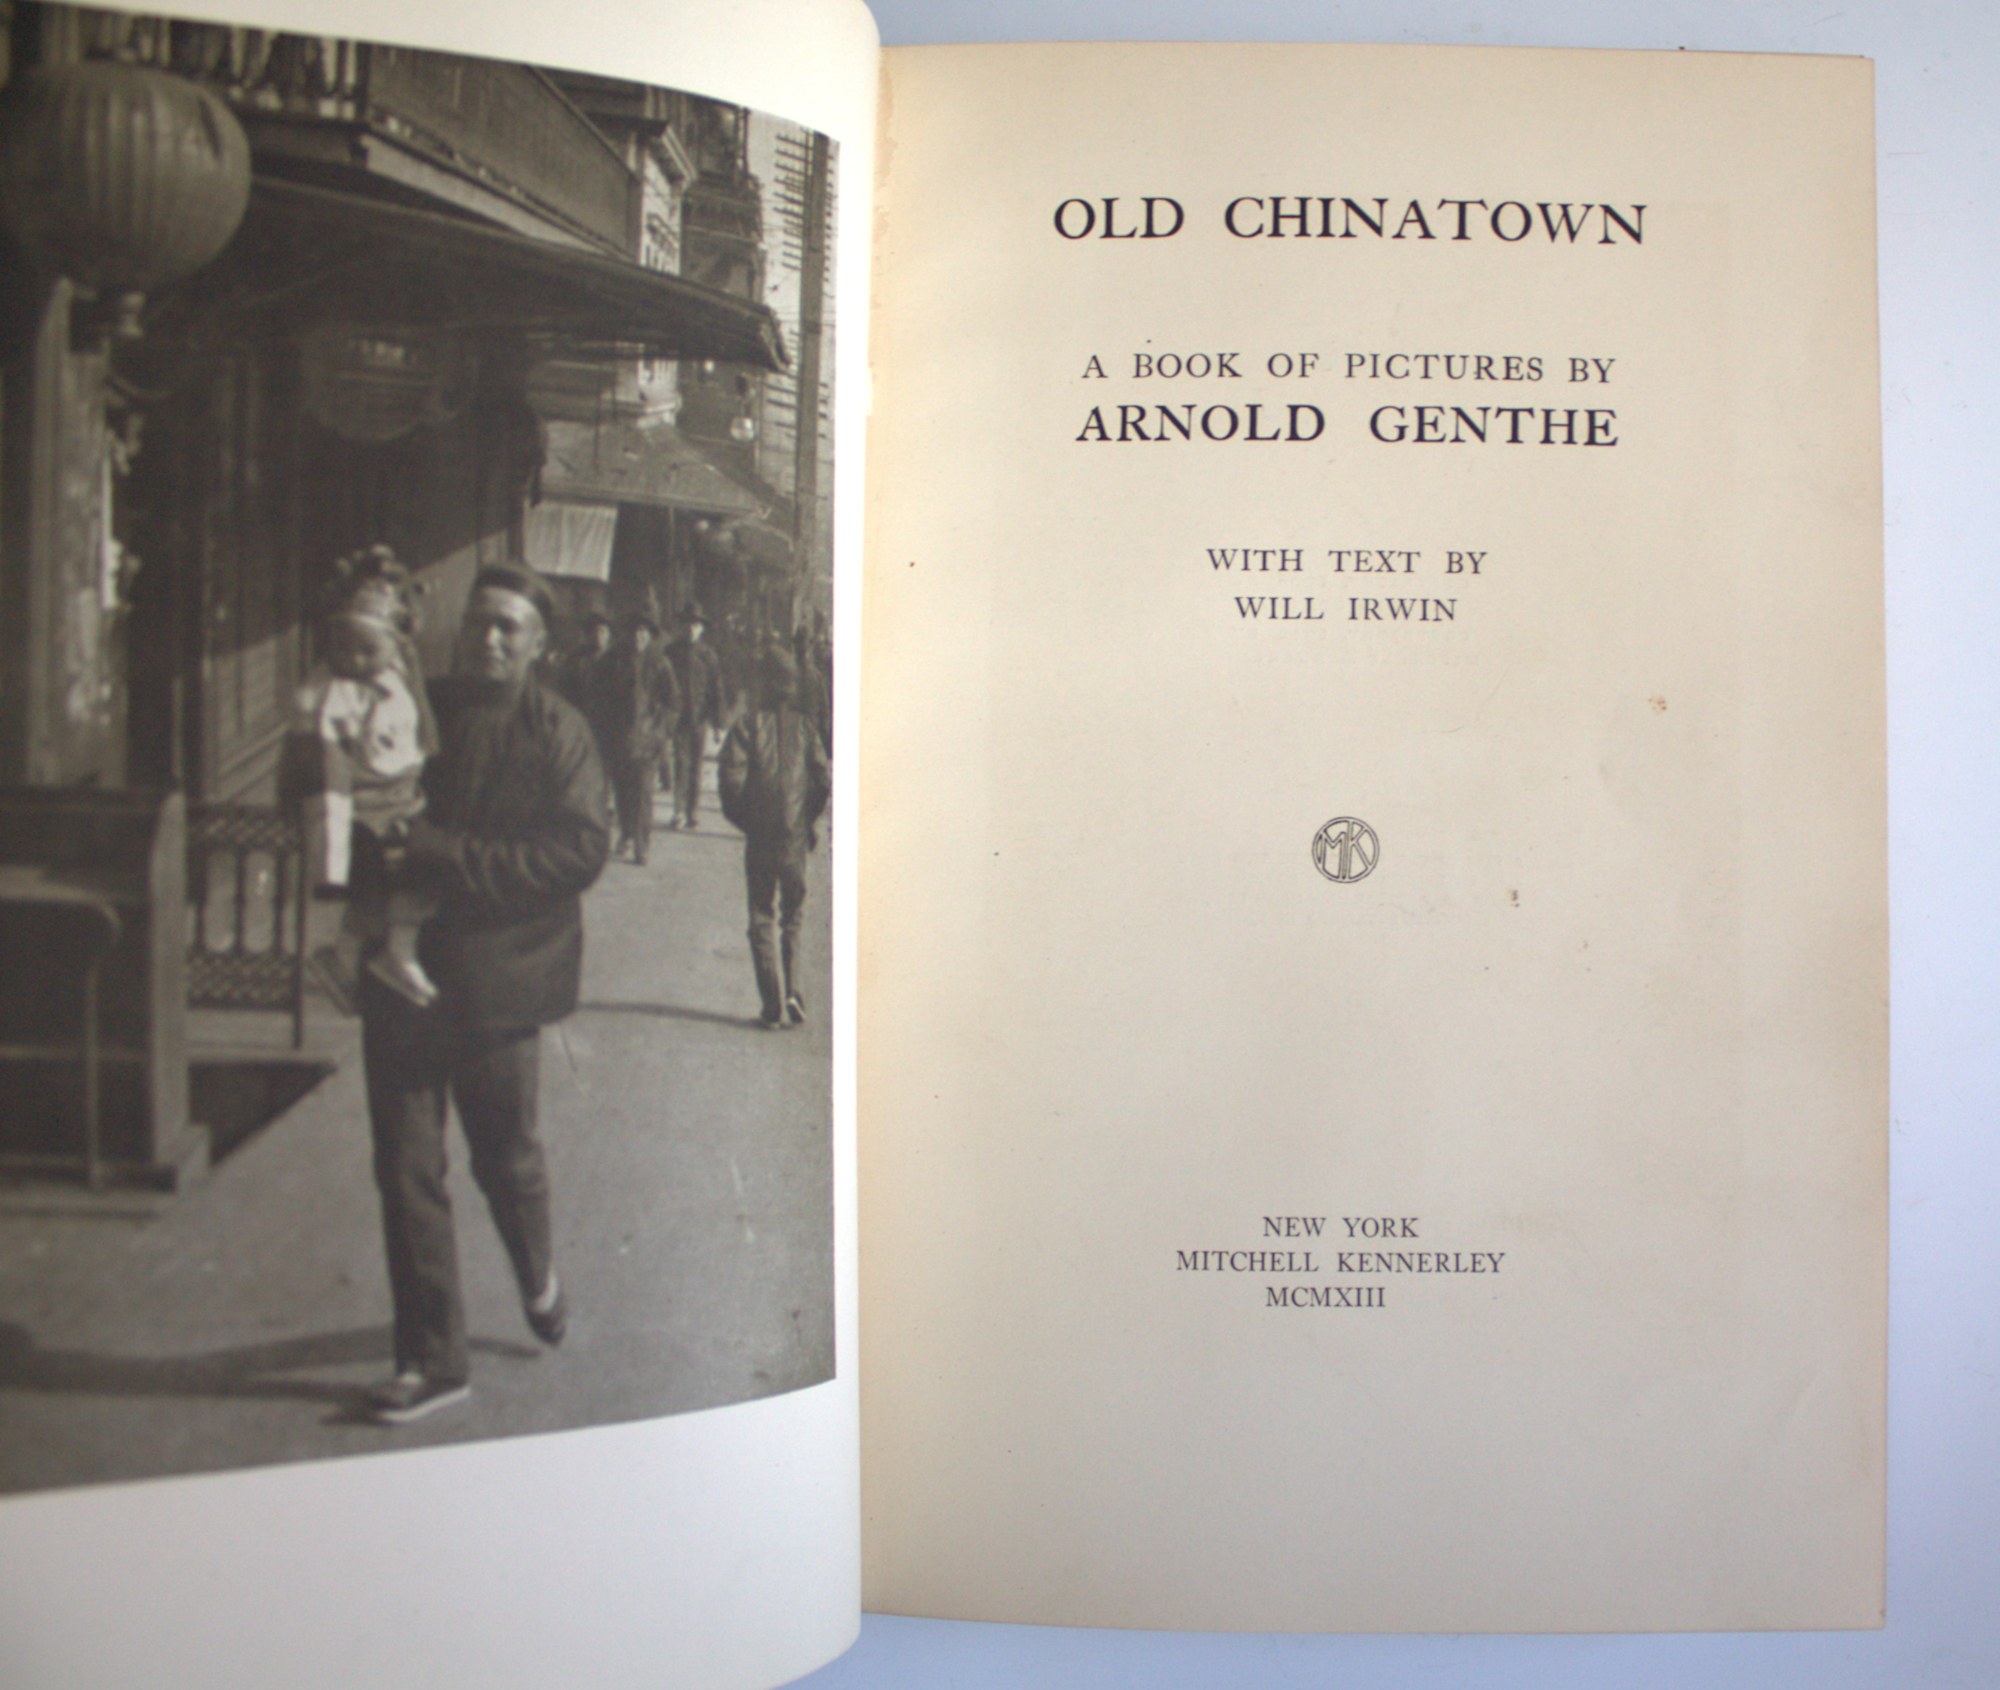 OLD CHINATOWN
A BOOK OF PICTURES BY
ARNOLD GENTHE
WITH TEXT BY
WILL IRWIN
MK
NEW YORK
MITCHELL KENNERLEY
MCMXIII